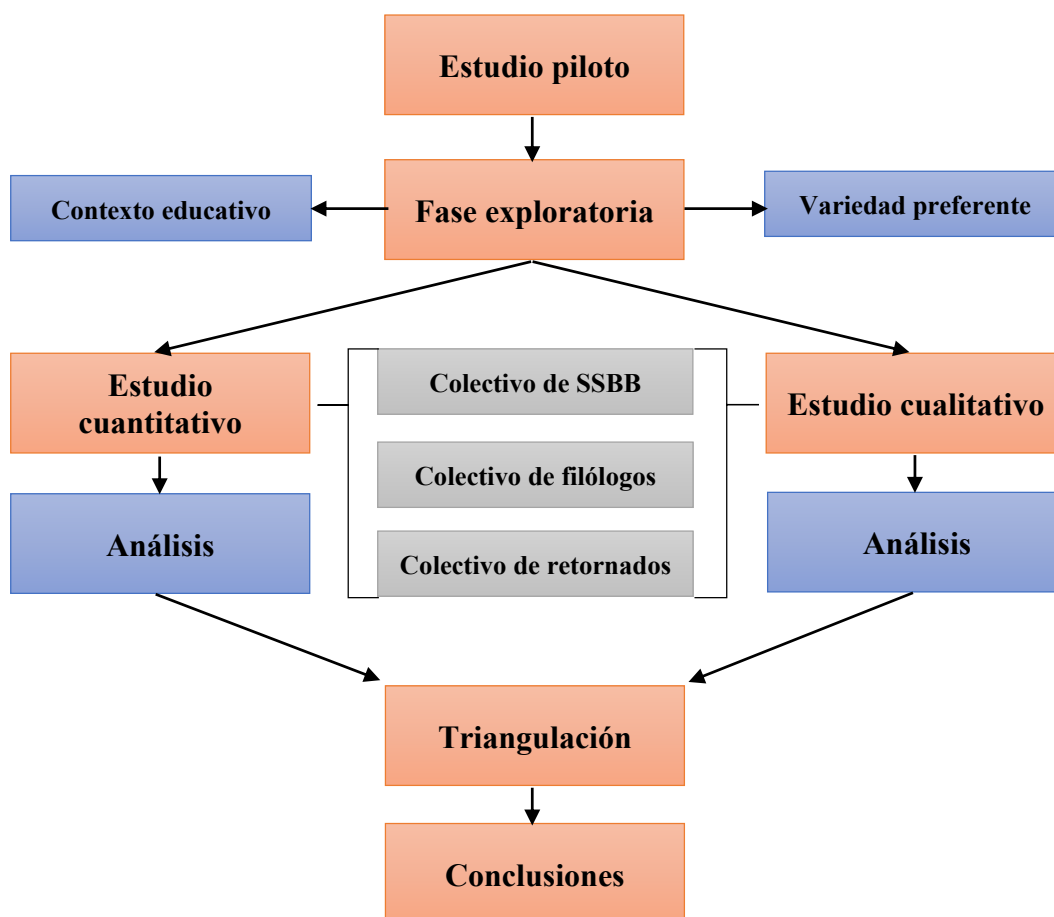 Estudio piloto
Contexto educativo
Fase exploratoria
Variedad preferente
Estudio
cuantitativo
Colectivo de SSBB
Colectivo de filólogos
Colectivo de retornados
Estudio cualitativo
Análisis
Análisis
Triangulación
Conclusiones